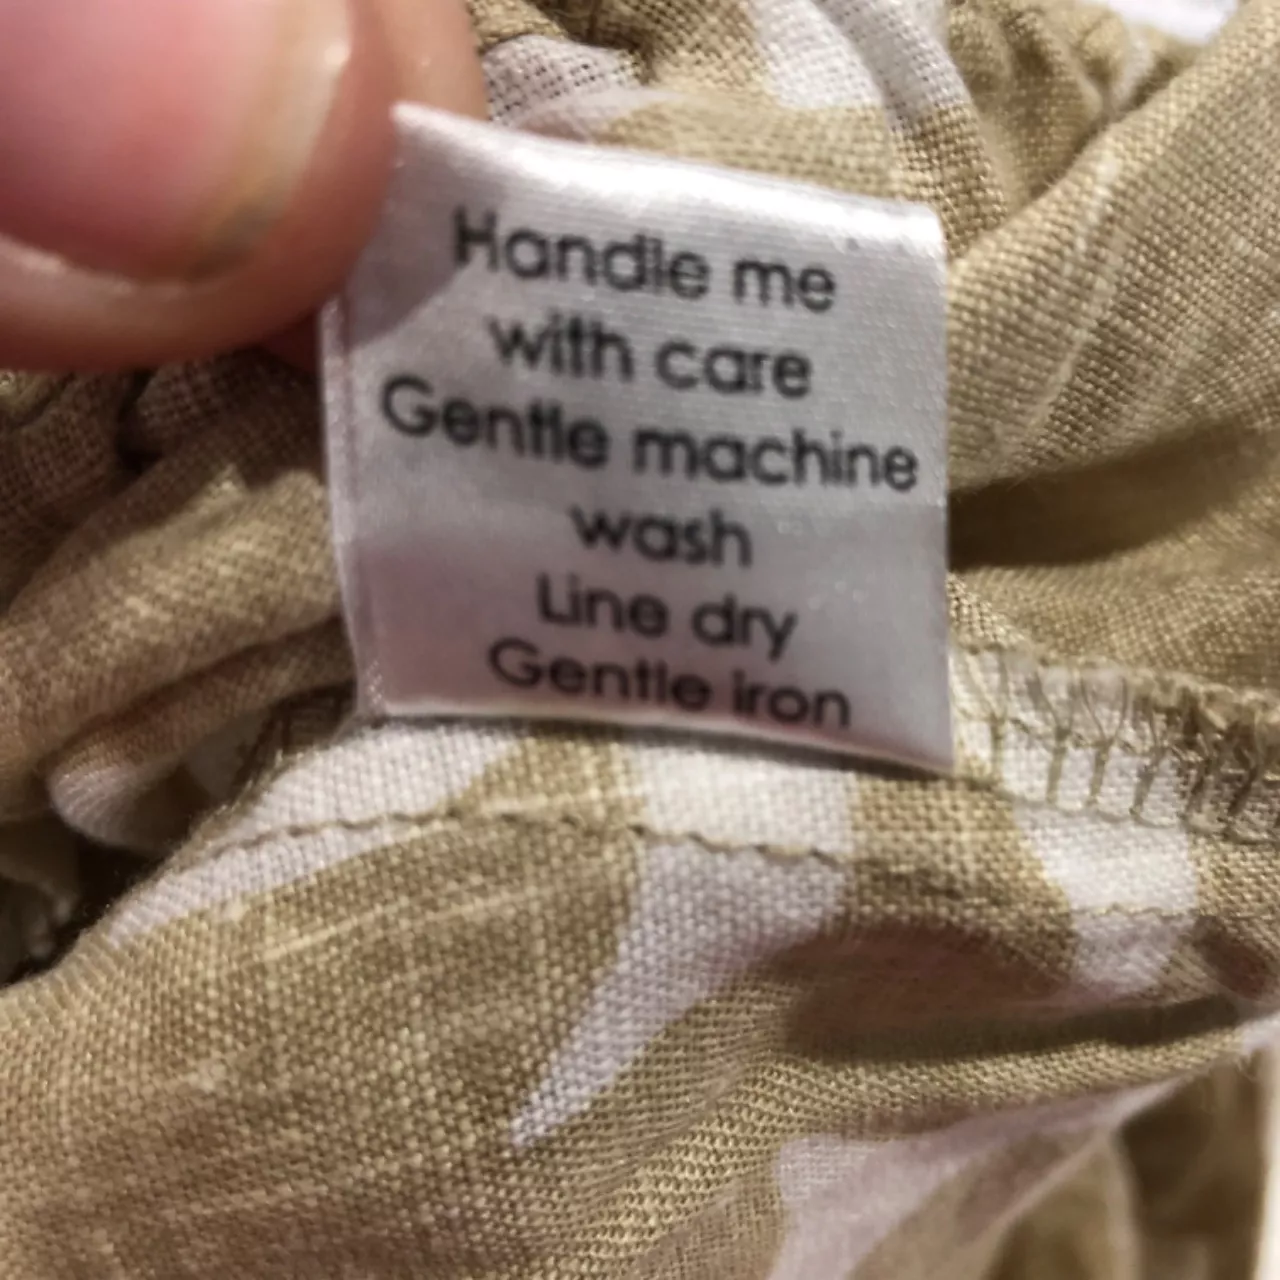 Handle me
with care
Gentle machine
wash
Line dry
Gentle iron